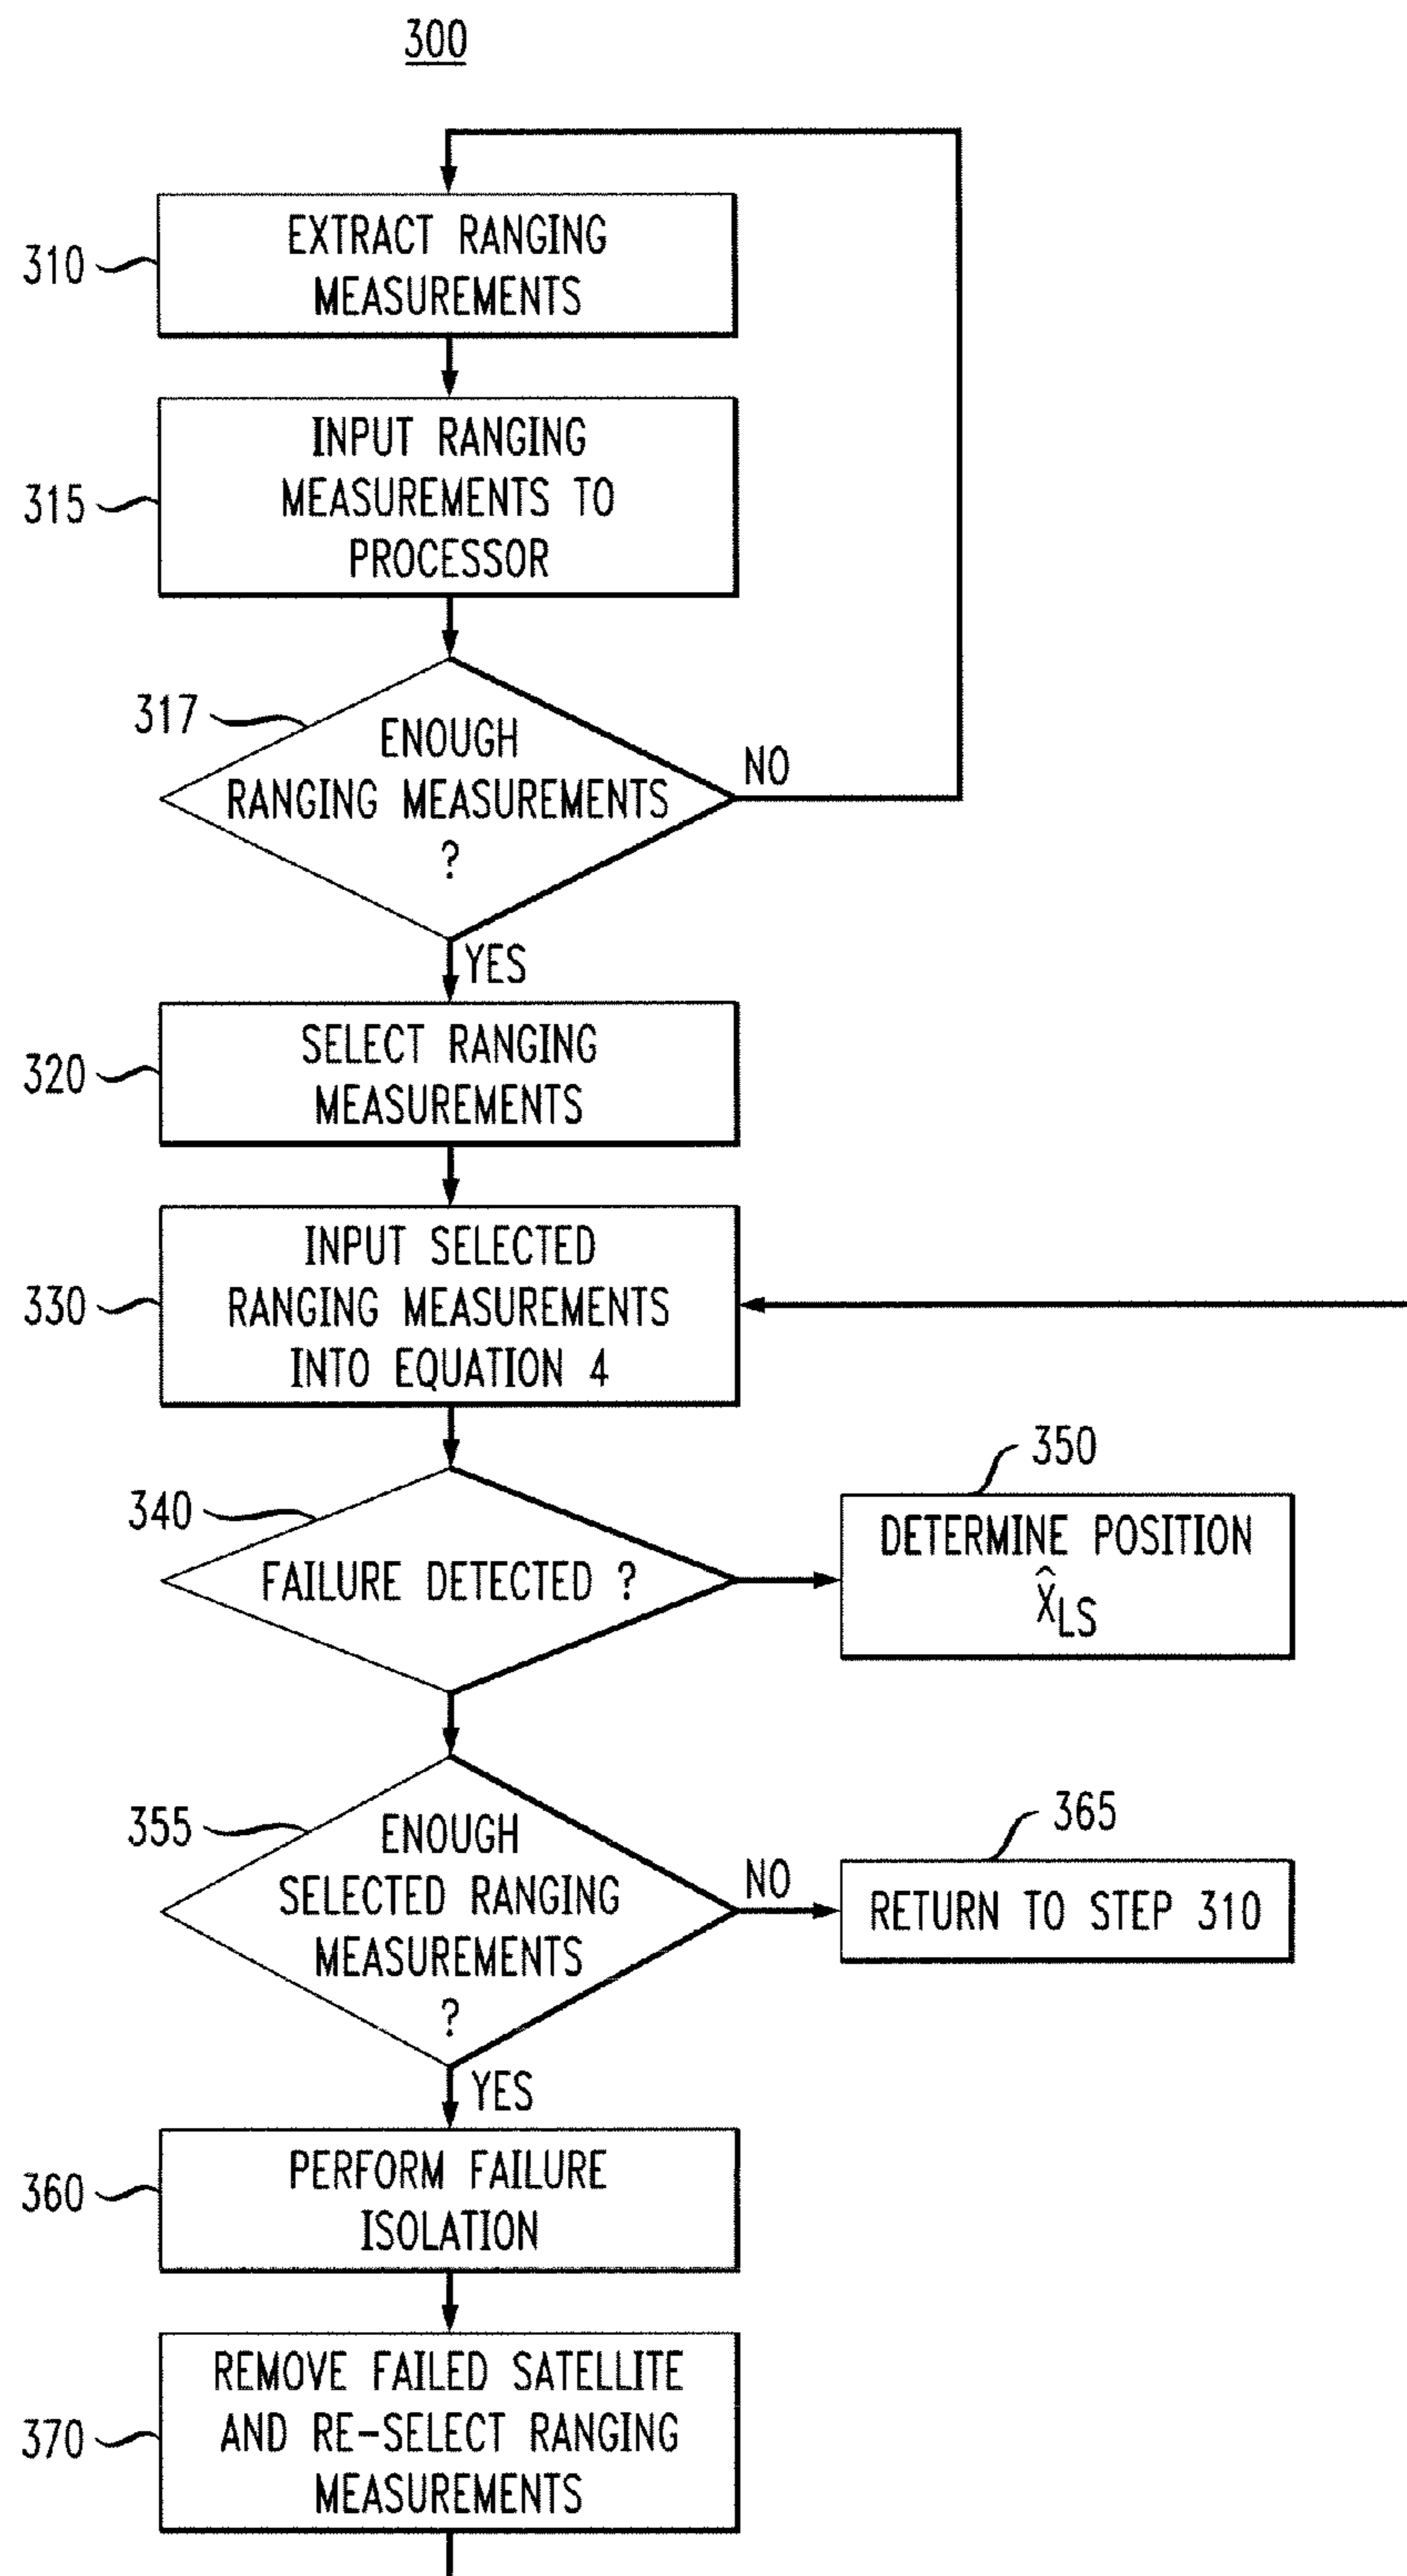 300
310
EXTRACT RANGING
MEASUREMENTS
315
INPUT RANGING
MEASUREMENTS TO
PROCESSOR
317
ENOUGH
RANGING MEASUREMENTS
?
NO
YES
320
SELECT RANGING
MEASUREMENTS
330
INPUT SELECTED
RANGING MEASUREMENTS
INTO EQUATION 4
340
FAILURE DETECTED ?
350
DETERMINE POSITION
X̂LS
355
ENOUGH
SELECTED RANGING
MEASUREMENTS
?
NO
365
RETURN TO STEP 310
YES
360
PERFORM FAILURE
ISOLATION
370
REMOVE FAILED SATELLITE
AND RE-SELECT RANGING
MEASUREMENTS